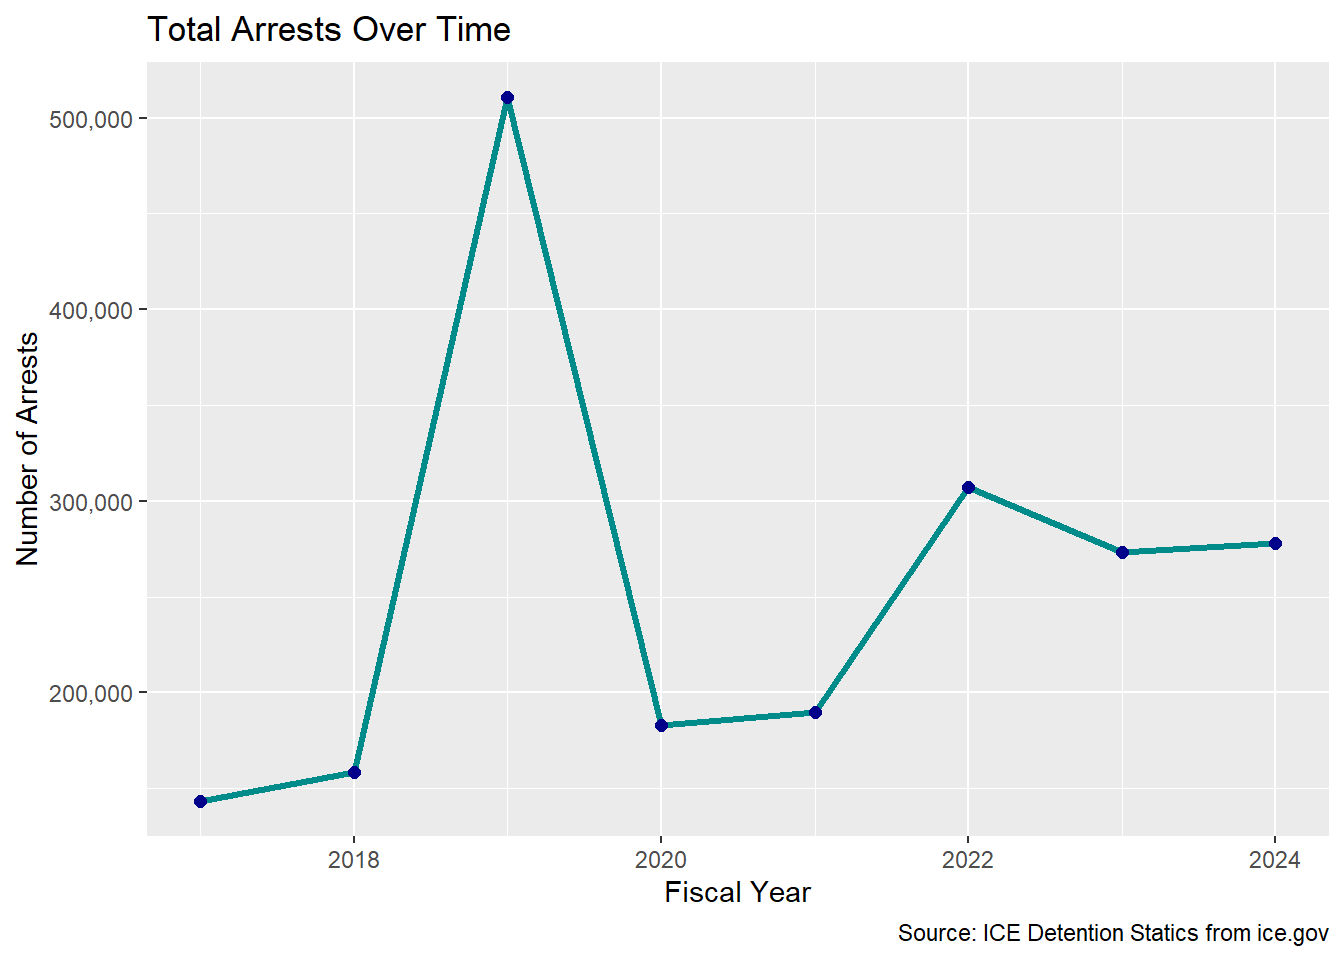 Total Arrests Over Time
500,000
400,000
300,000
200,000
Number of Arrests
2018 2020 2022 2024
Fiscal Year
Source: ICE Detention Statics from ice.gov